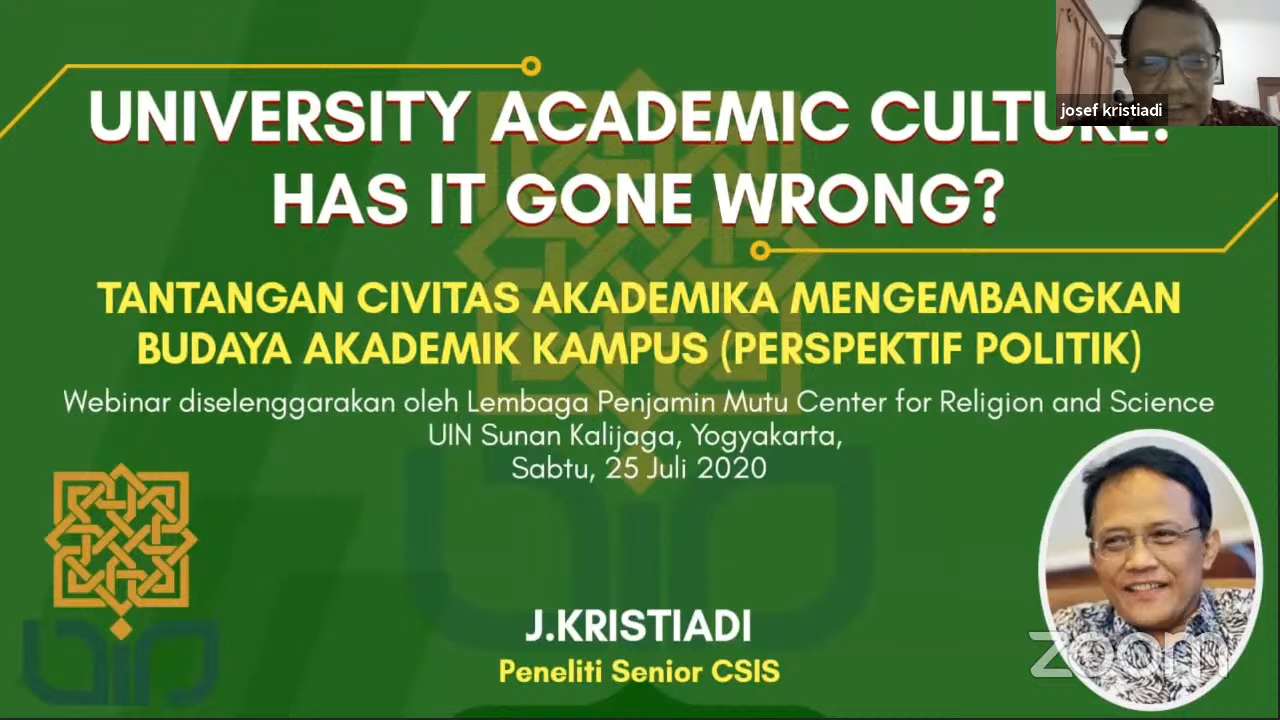 UNIVERSITY ACADEMIC CULTURE:
HAS IT GONE WRONG?
josef kristiadi
TANTANGAN CIVITAS AKADEMIKA MENGEMBANGKAN
BUDAYA AKADEMIK KAMPUS (PERSPEKTIF POLITIK)
Webinar diselenggarakan oleh Lembaga Penjamin Mutu Center for Religion and Science
UIN Sunan Kalijaga, Yogyakarta,
Sabtu, 25 Juli 2020
J.KRISTIADI
Peneliti Senior CSIS
zoom
uin